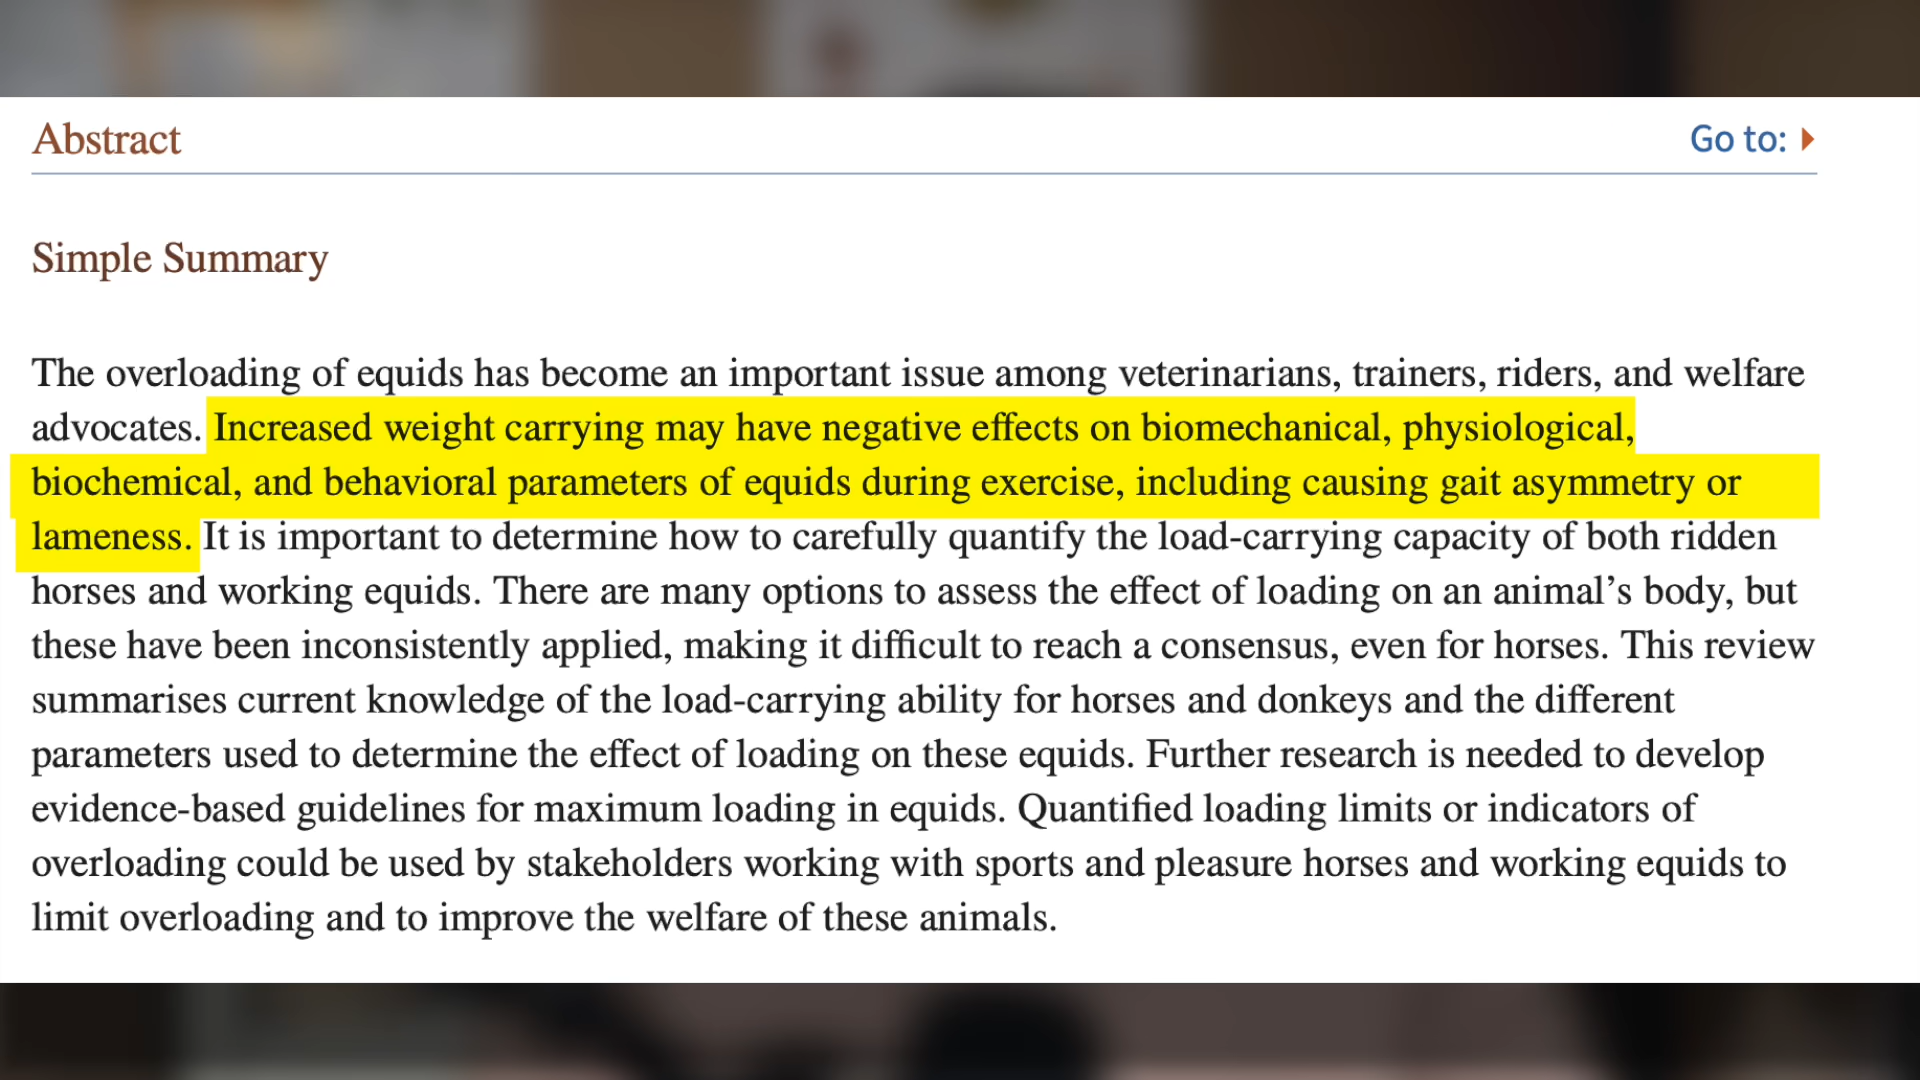 Abstract
Go to:
Simple Summary
The overloading of equids has become an important issue among veterinarians, trainers, riders, and welfare
advocates. Increased weight carrying may have negative effects on biomechanical, physiological,
biochemical, and behavioral parameters of equids during exercise, including causing gait asymmetry or
lameness. It is important to determine how to carefully quantify the load-carrying capacity of both ridden
horses and working equids. There are many options to assess the effect of loading on an animal’s body, but
these have been inconsistently applied, making it difficult to reach a consensus, even for horses. This review
summarises current knowledge of the load-carrying ability for horses and donkeys and the different
parameters used to determine the effect of loading on these equids. Further research is needed to develop
evidence-based guidelines for maximum loading in equids. Quantified loading limits or indicators of
overloading could be used by stakeholders working with sports and pleasure horses and working equids to
limit overloading and to improve the welfare of these animals.